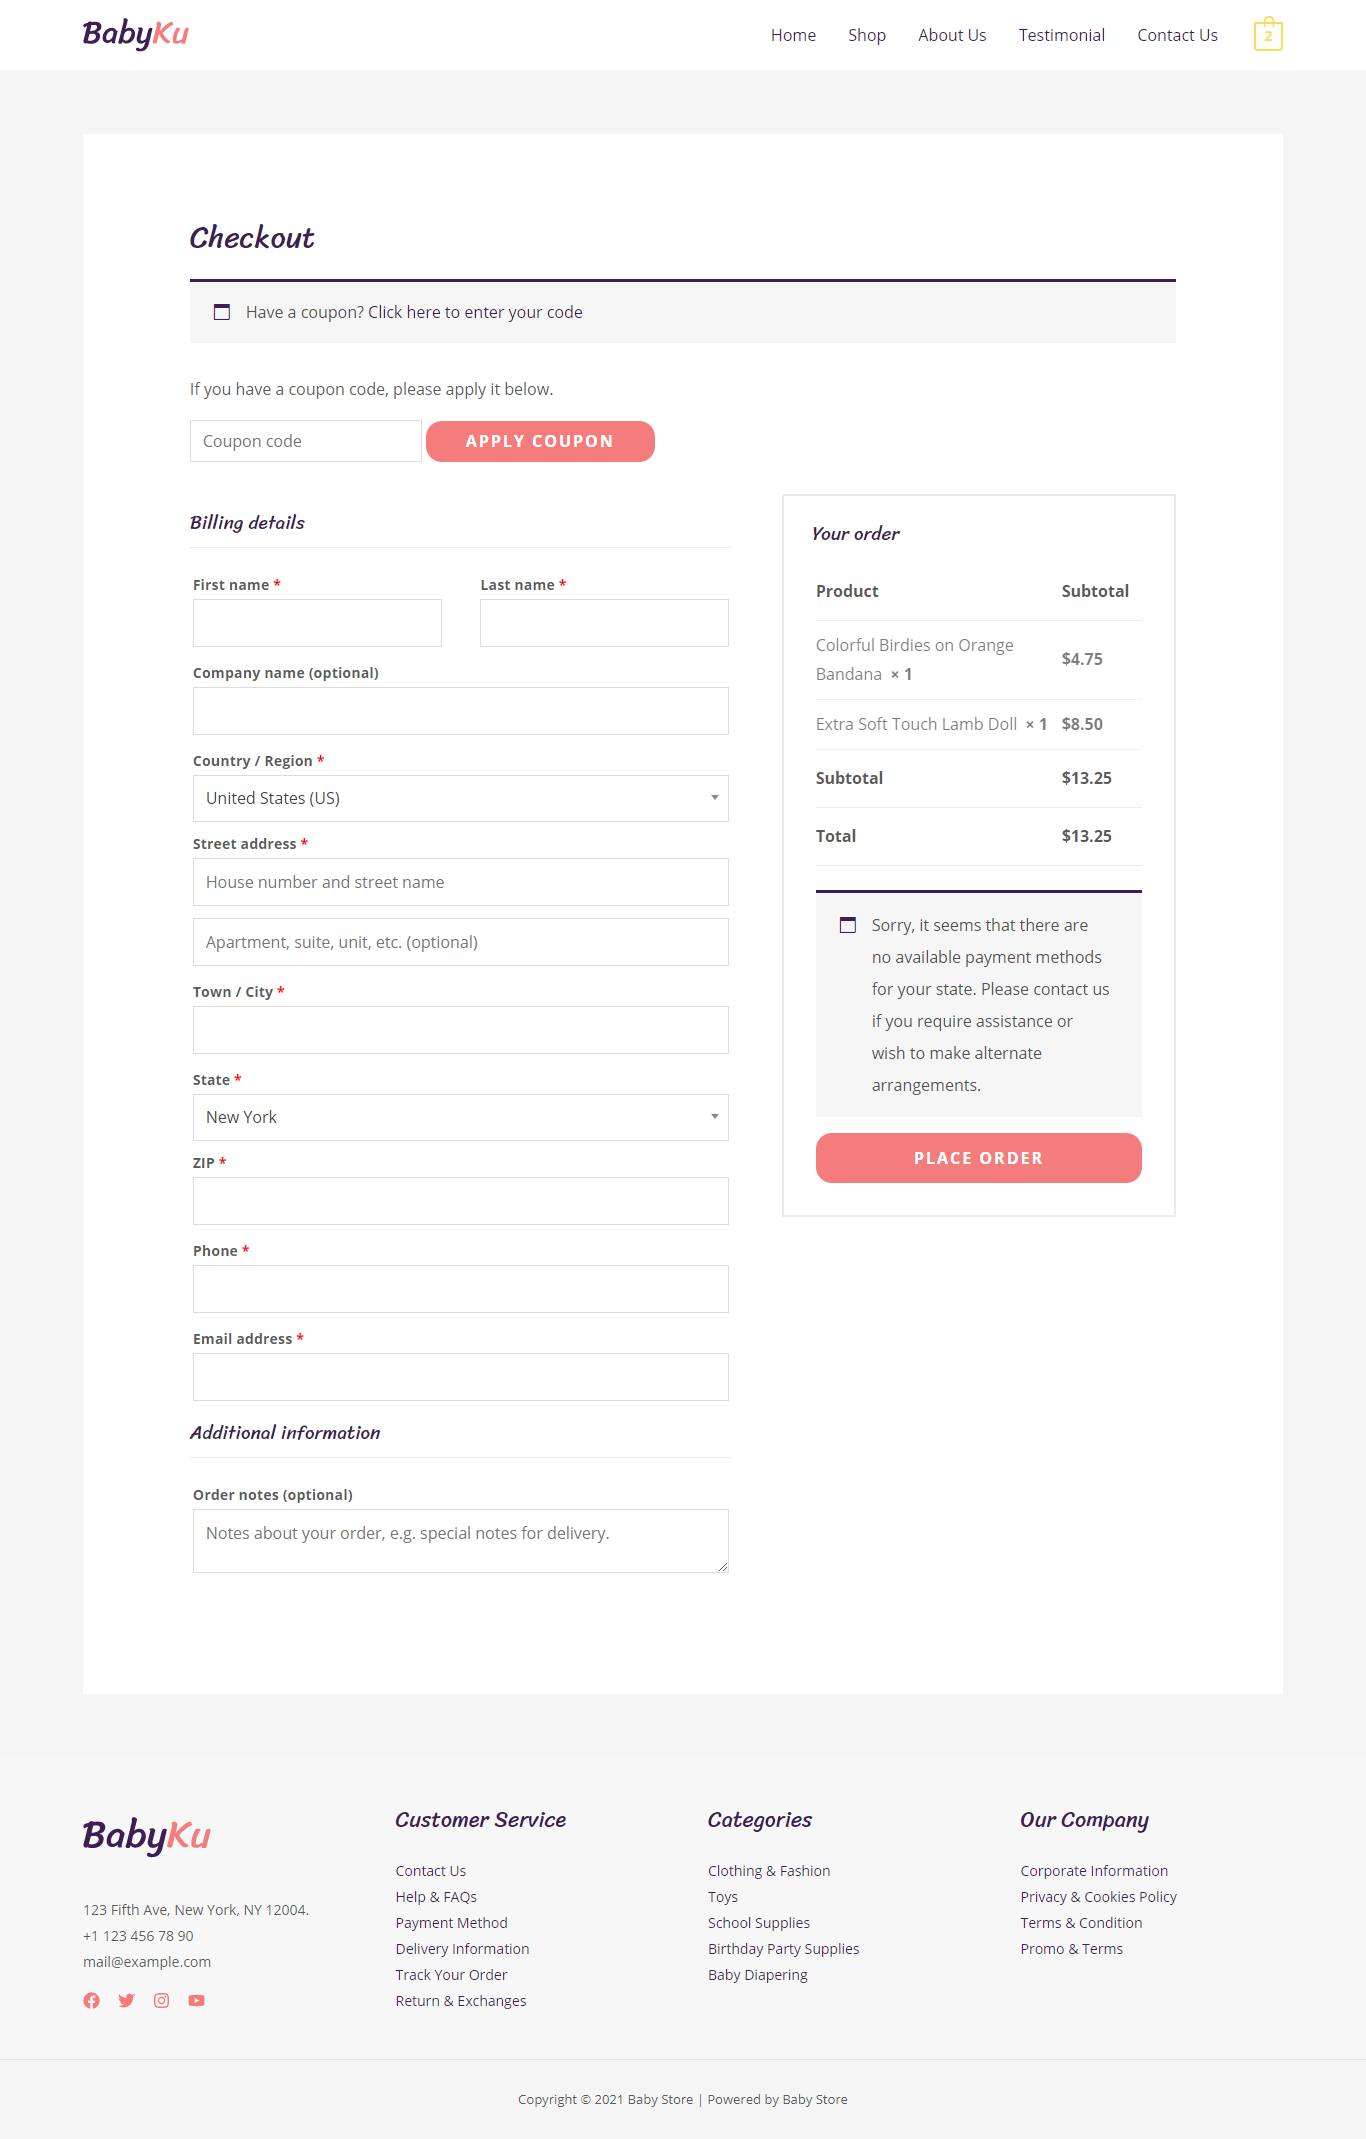 BabyKu
Home Shop About Us Testimonial Contact Us 2
Checkout
Have a coupon? Click here to enter your code
If you have a coupon code, please apply it below.
Coupon code APPLY COUPON
Billing details
First name * Last name *
Company name (optional)
Country / Region *
United States (US)
Street address *
House number and street name
Apartment, suite, unit, etc. (optional)
Town / City *
State *
New York
ZIP *
Phone *
Email address *
Additional information
Order notes (optional)
Notes about your order, e.g. special notes for delivery.
Your order
Product Subtotal
Colorful Birdies on Orange
Bandana × 1 $4.75
Extra Soft Touch Lamb Doll × 1 $8.50
Subtotal $13.25
Total $13.25
Sorry, it seems that there are
no available payment methods
for your state. Please contact us
if you require assistance or
wish to make alternate
arrangements.
PLACE ORDER
BabyKu
123 Fifth Ave, New York, NY 12004.
+1 123 456 78 90
mail@example.com
Customer Service
Contact Us
Help & FAQs
Payment Method
Delivery Information
Track Your Order
Return & Exchanges
Categories
Clothing & Fashion
Toys
School Supplies
Birthday Party Supplies
Baby Diapering
Our Company
Corporate Information
Privacy & Cookies Policy
Terms & Condition
Promo & Terms
Copyright © 2021 Baby Store | Powered by Baby Store